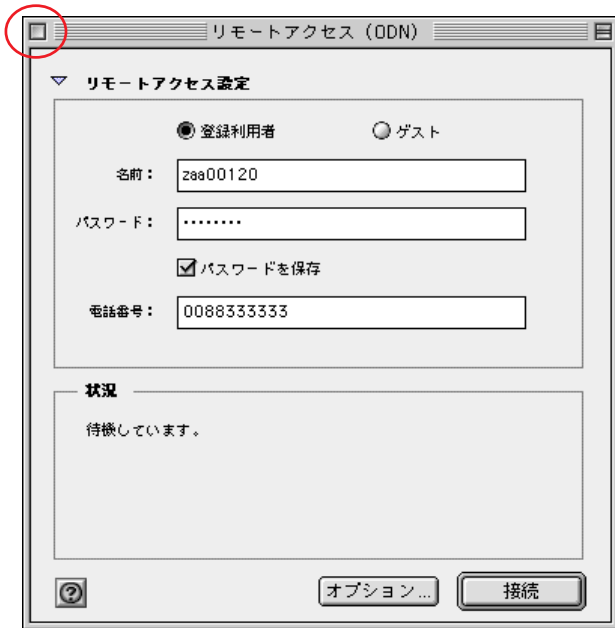 リモートアクセス (ODN)
リモートアクセス設定
登録利用者 ゲスト
名前： zaa00120
パスワード： ••••••••
パスワードを保存
電話番号： 0088333333
状況
待機しています。
? オプション... 接続